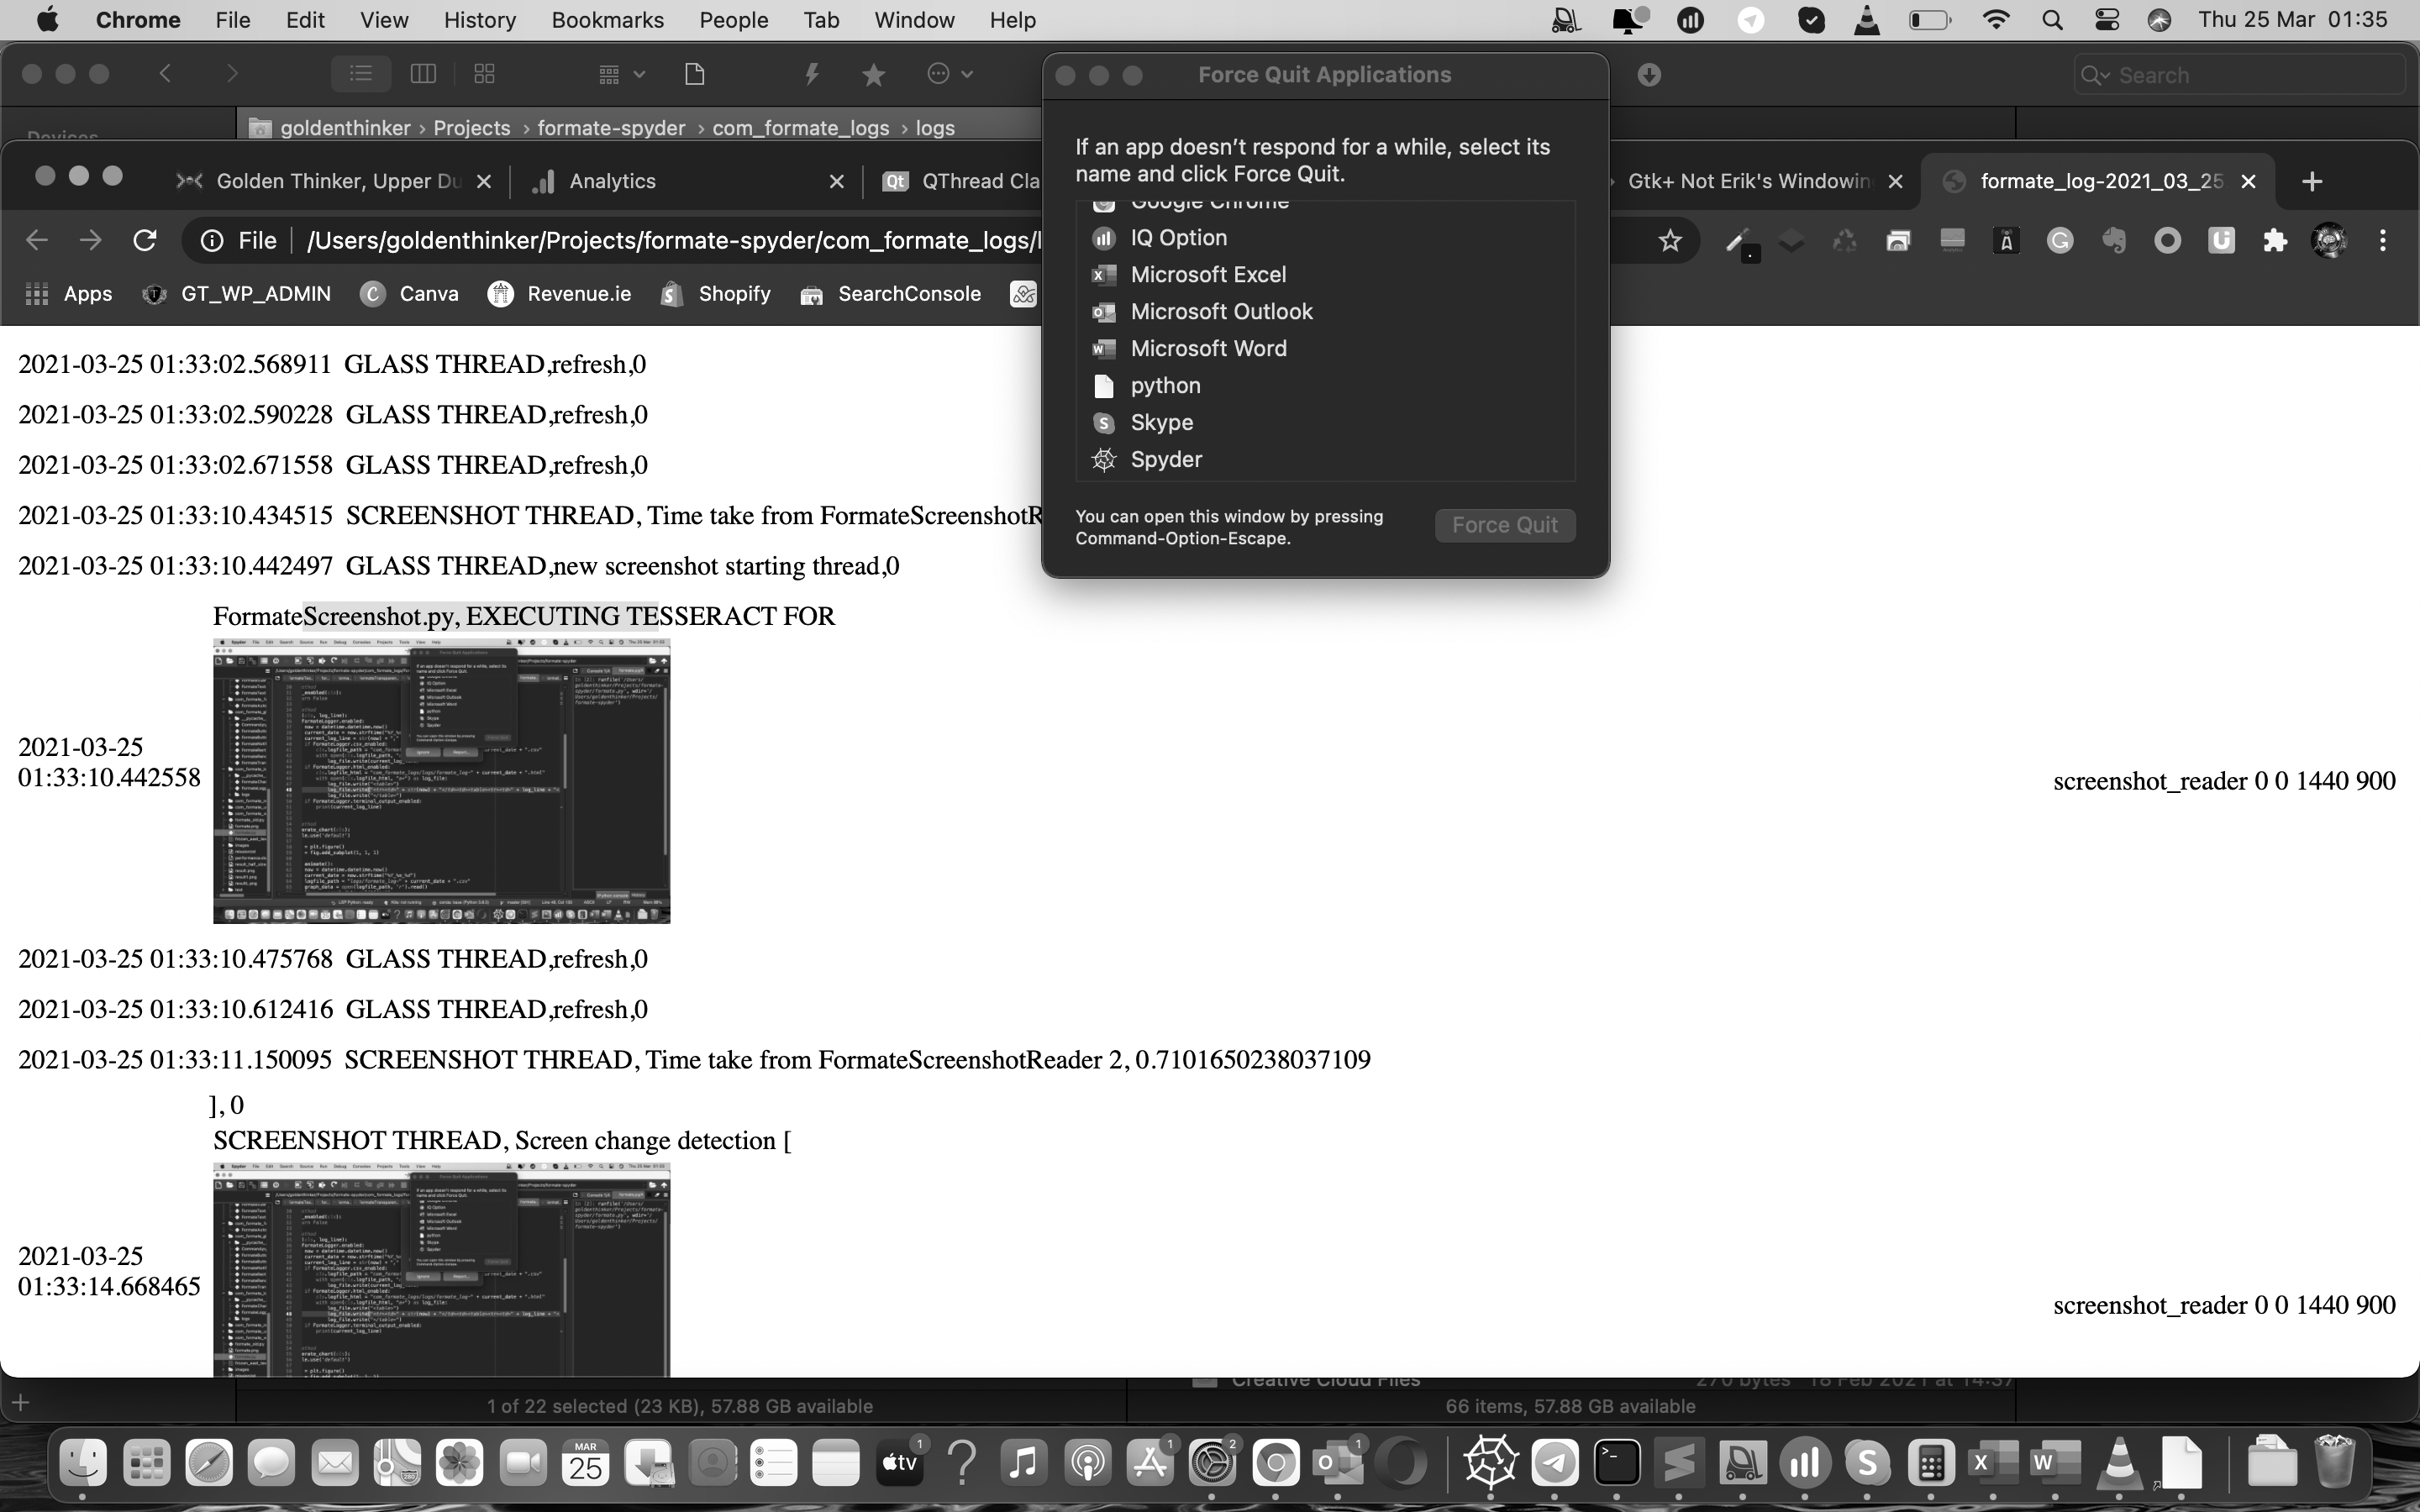 Chrome File Edit View History Bookmarks People Tab Window Help Thu 25 Mar 01:35
Search
Devices
goldenthinker › Projects › formate-spyder › com_formate_logs › logs
Golden Thinker, Upper Du
Analytics
QThread Cla
Gtk+ Not Erik's Windowin
formate_log-2021_03_25
File /Users/goldenthinker/Projects/formate-spyder/com_formate_logs/l
Apps GT_WP_ADMIN Canva Revenue.ie Shopify SearchConsole
Force Quit Applications
If an app doesn't respond for a while, select its
name and click Force Quit.
Google Chrome
IQ Option
Microsoft Excel
Microsoft Outlook
Microsoft Word
python
Skype
Spyder
You can open this window by pressing
Command-Option-Escape.
Force Quit
2021-03-25 01:33:02.568911 GLASS THREAD,refresh,0
2021-03-25 01:33:02.590228 GLASS THREAD,refresh,0
2021-03-25 01:33:02.671558 GLASS THREAD,refresh,0
2021-03-25 01:33:10.434515 SCREENSHOT THREAD, Time take from FormateScreenshotR
2021-03-25 01:33:10.442497 GLASS THREAD,new screenshot starting thread,0
FormateScreenshot.py, EXECUTING TESSERACT FOR
2021-03-25
01:33:10.442558
screenshot_reader 0 0 1440 900
2021-03-25 01:33:10.475768 GLASS THREAD,refresh,0
2021-03-25 01:33:10.612416 GLASS THREAD,refresh,0
2021-03-25 01:33:11.150095 SCREENSHOT THREAD, Time take from FormateScreenshotReader 2, 0.7101650238037109
], 0
SCREENSHOT THREAD, Screen change detection [
2021-03-25
01:33:14.668465
screenshot_reader 0 0 1440 900
Creative Cloud Files 270 bytes 18 Feb 2021 at 14:37
1 of 22 selected (23 KB), 57.88 GB available
66 items, 57.88 GB available
MAR
25
tv